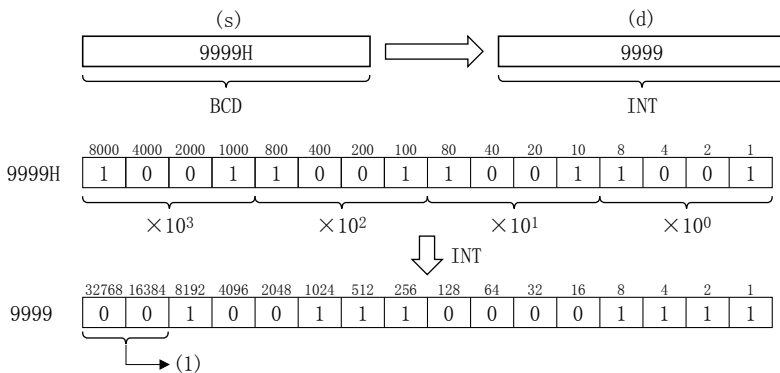 (s) (d)
9999H 9999
BCD INT
8000 4000 2000 1000 800 400 200 100 80 40 20 10 8 4 2 1
9999H 1 0 0 1 1 0 0 1 1 0 0 1 1 0 0 1
×10³ ×10² ×10¹ ×10⁰
INT
32768 16384 8192 4096 2048 1024 512 256 128 64 32 16 8 4 2 1
9999 0 0 1 0 0 1 1 1 0 0 0 0 1 1 1 1
(1)